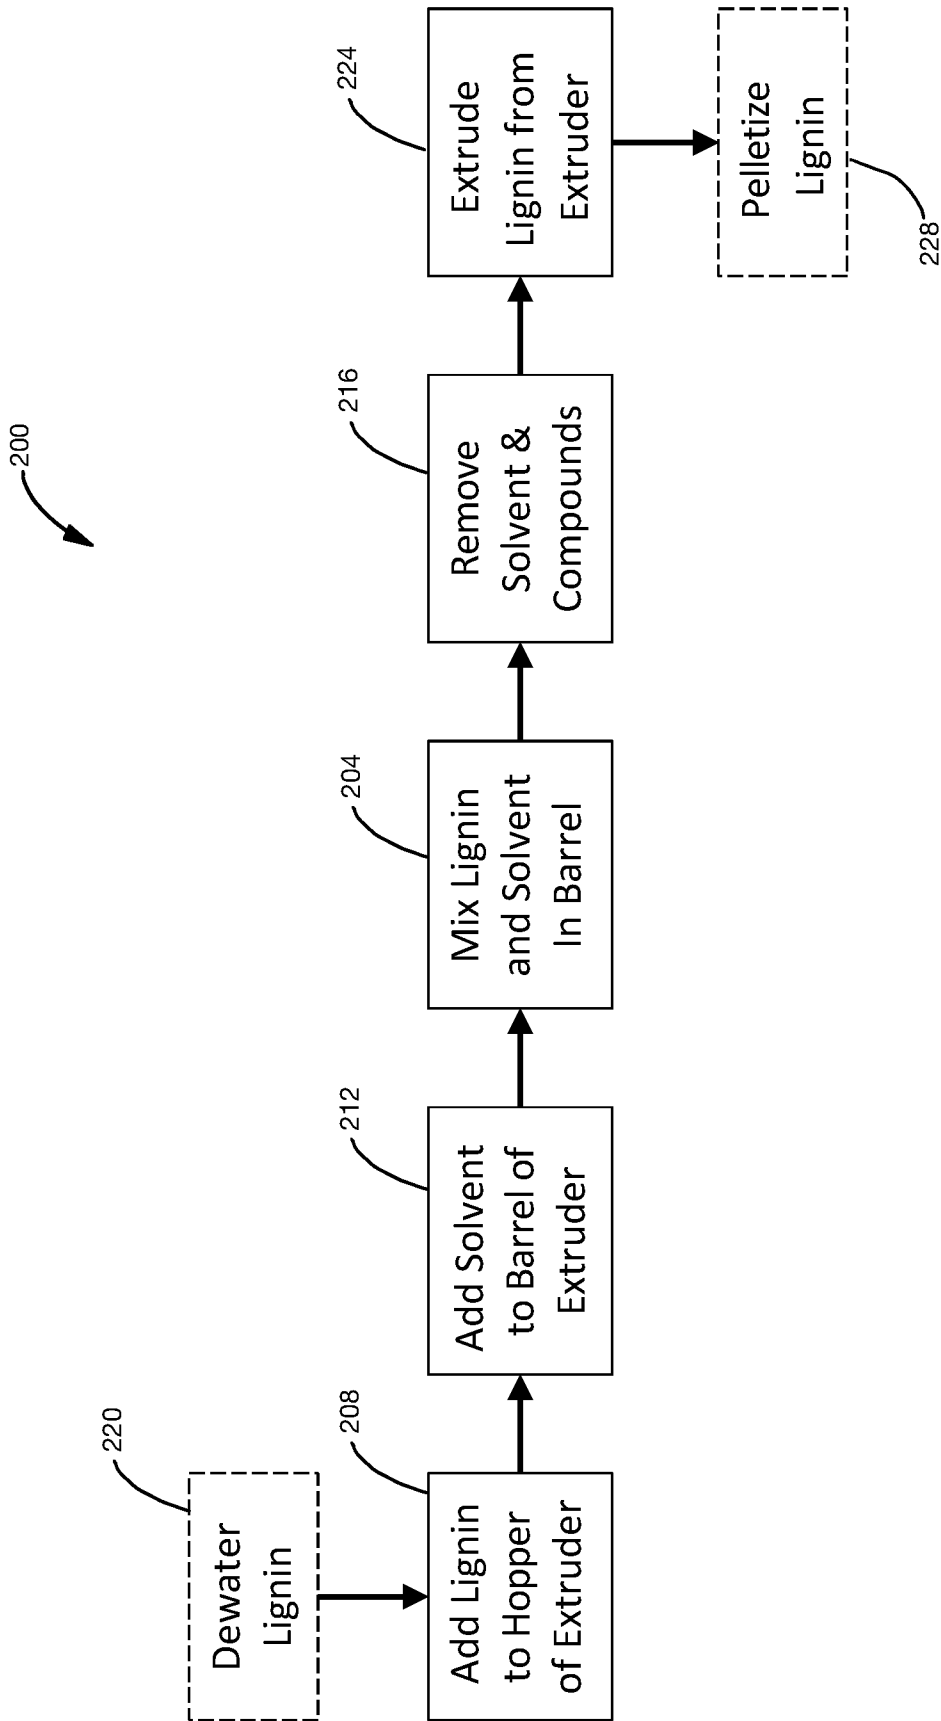 200
220
Dewater
Lignin
208
Add Lignin
to Hopper
of Extruder
212
Add Solvent
to Barrel of
Extruder
204
Mix Lignin
and Solvent
In Barrel
216
Remove
Solvent &
Compounds
224
Extrude
Lignin from
Extruder
Pelletize
Lignin
228